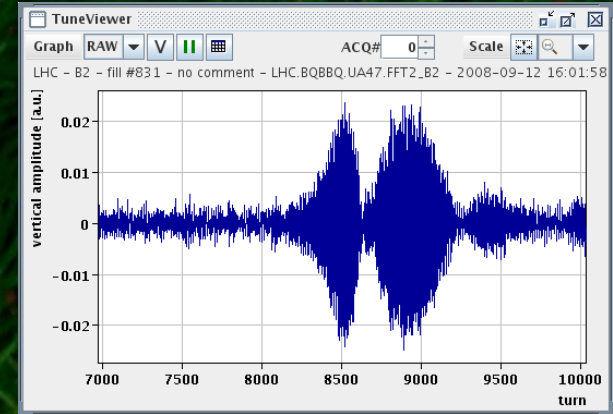 TuneViewer
Graph RAW V ACQ# 0 Scale
LHC - B2 - fill #831 - no comment - LHC.BQBBQ.UA47.FFT2_B2 - 2008-09-12 16:01:58
vertical amplitude [a.u.]
0.02
0.01
0
-0.01
-0.02
7000 7500 8000 8500 9000 9500 10000
turn